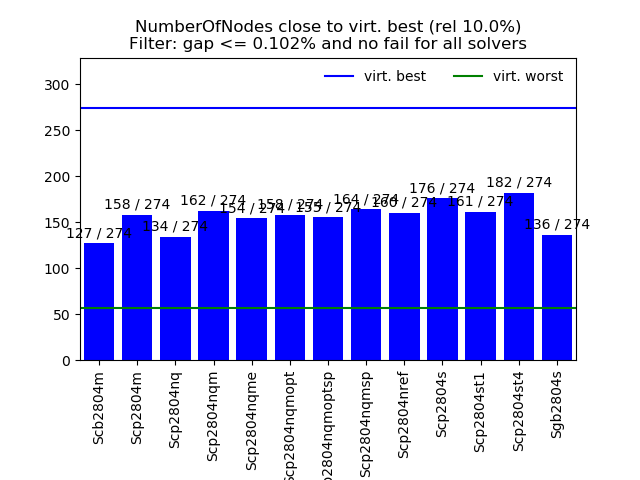 NumberOfNodes close to virt. best (rel 10.0%)
Filter: gap <= 0.102% and no fail for all solvers
virt. best
virt. worst
300
250
200
150
100
50
0
127 / 274
158 / 274
134 / 274
162 / 274
154 / 274
158 / 274
155 / 274
164 / 274
160 / 274
176 / 274
161 / 274
182 / 274
136 / 274
Scb2804m
Scp2804m
Scp2804nq
Scp2804nqm
Scp2804nqme
Scp2804nqmopt
p2804nqmoptsp
Scp2804nqmsp
Scp2804nref
Scp2804s
Scp2804st1
Scp2804st4
Sgb2804s